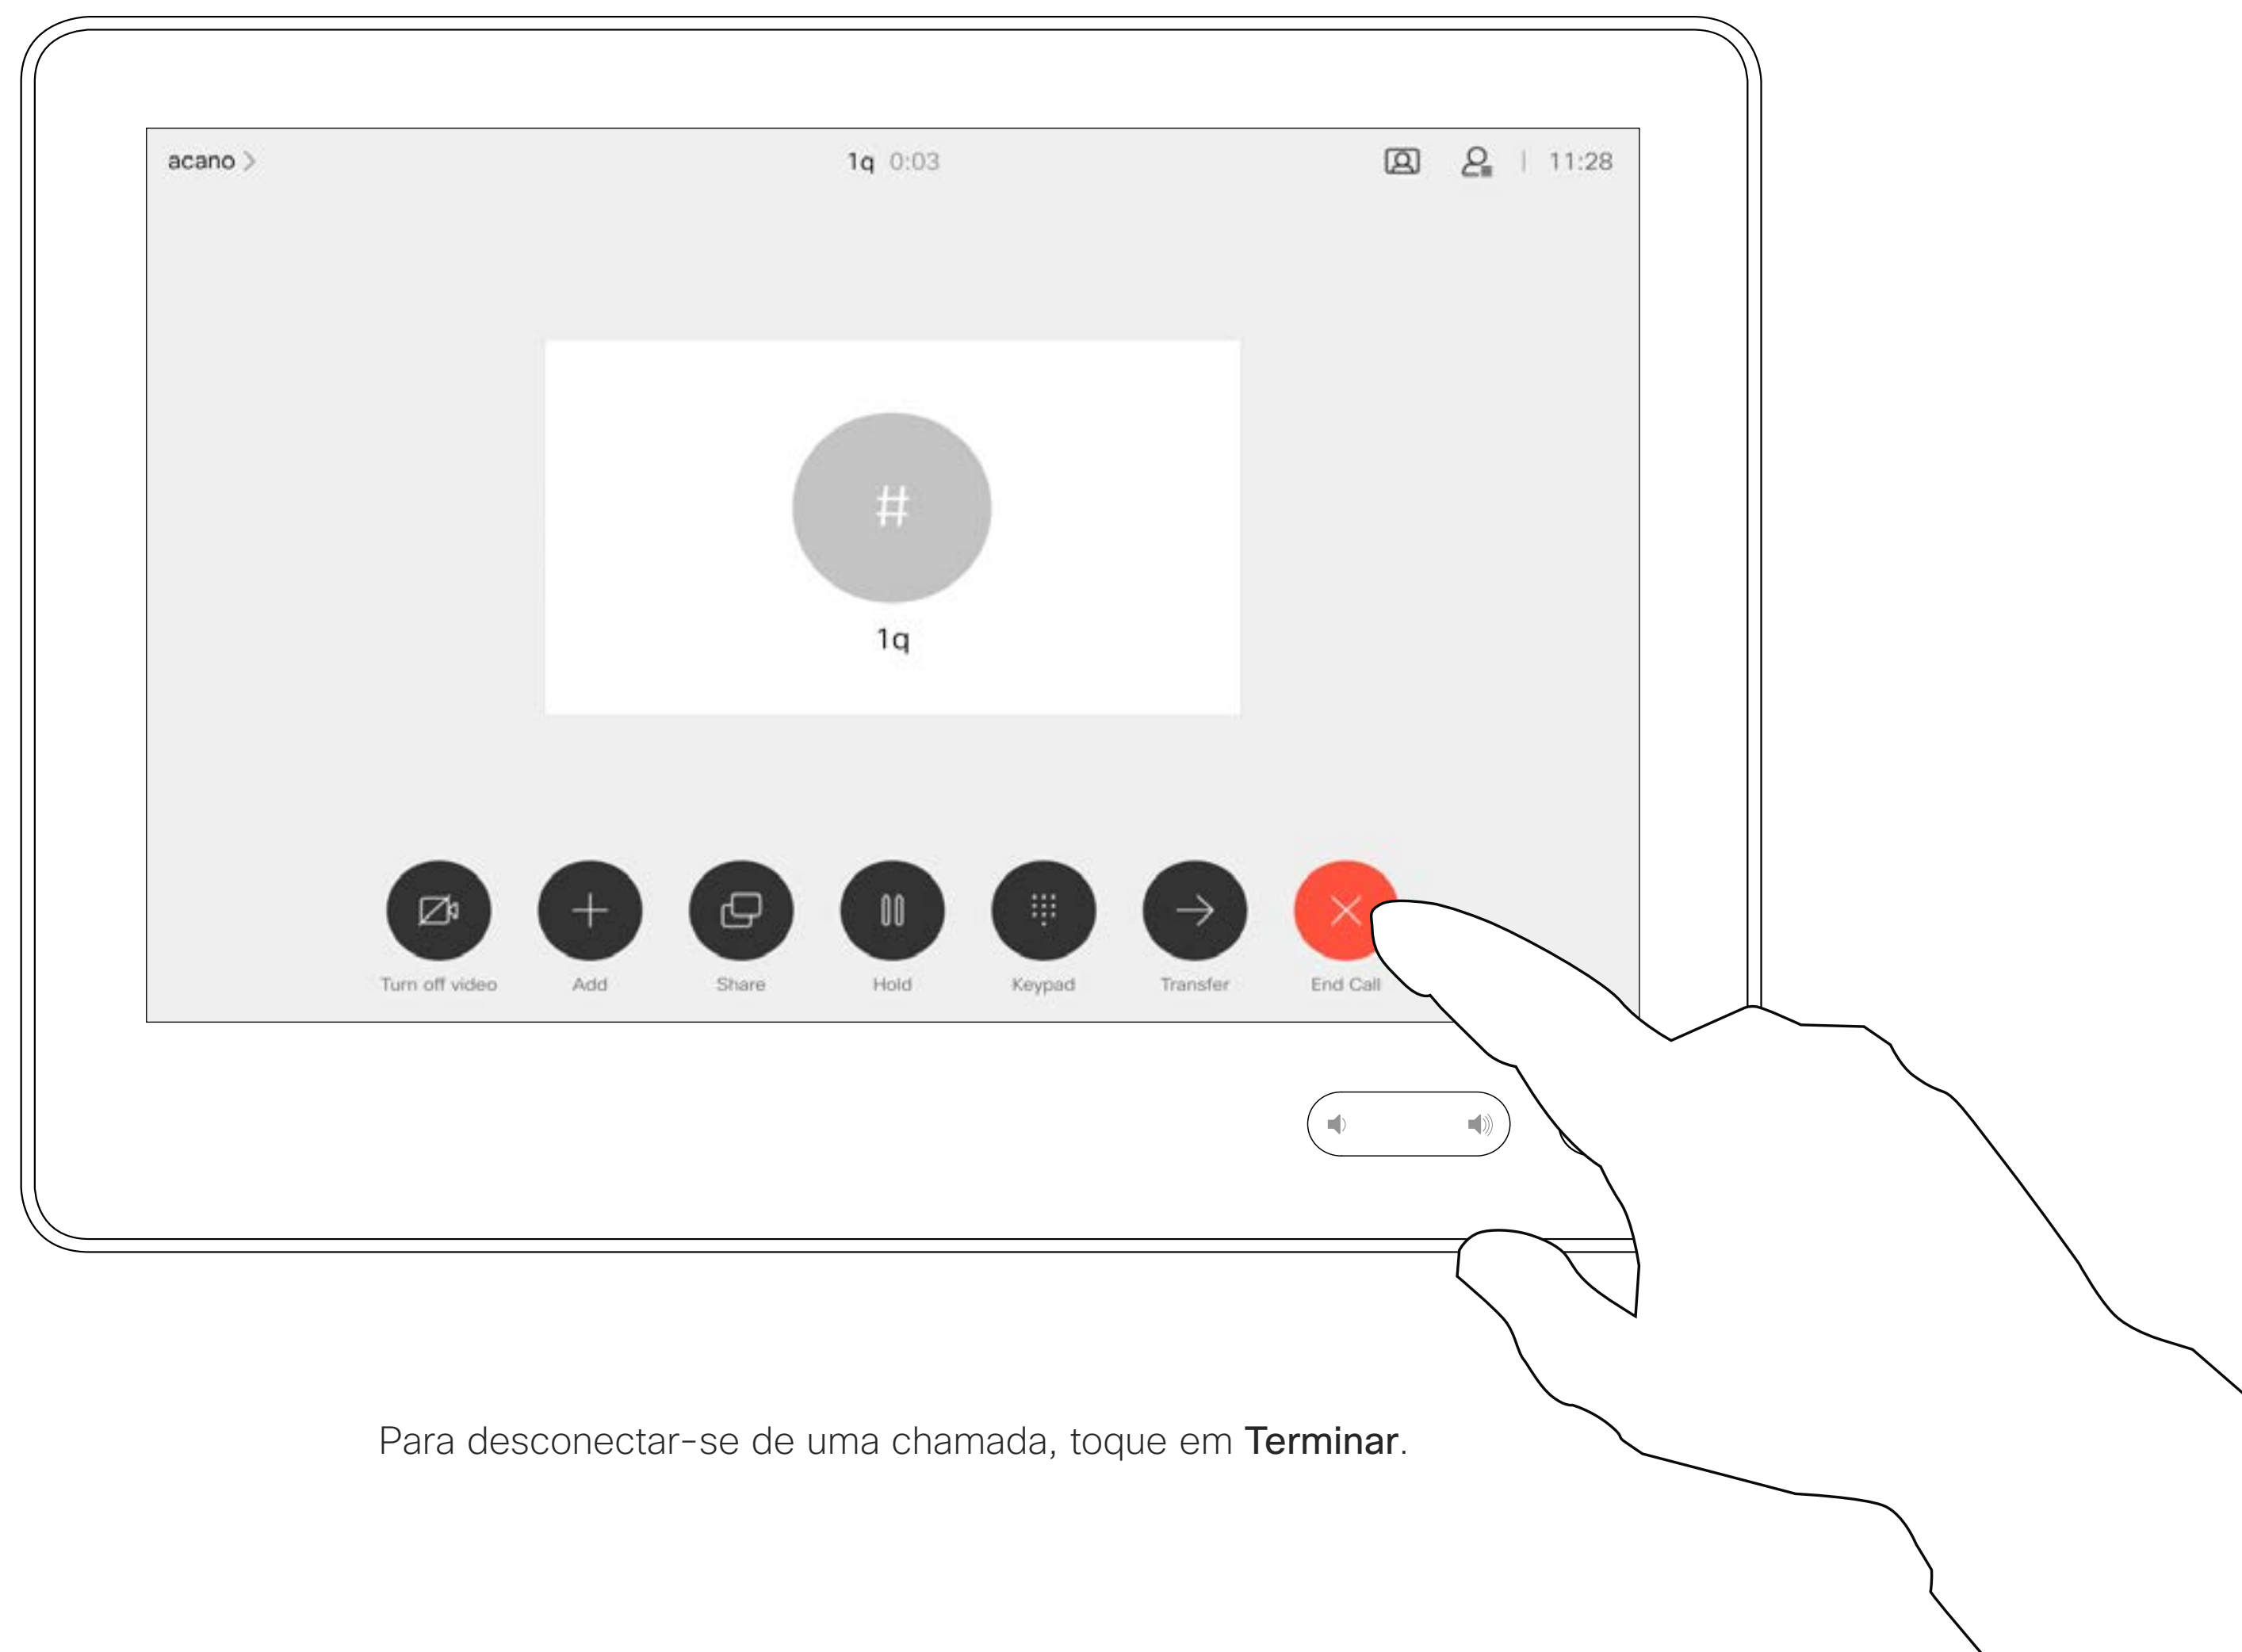 acano
1q 0:03
11:28
#
1q
Turn off video
Add
Share
Hold
Keypad
Transfer
End Call
Para desconectar-se de uma chamada, toque em Terminar.